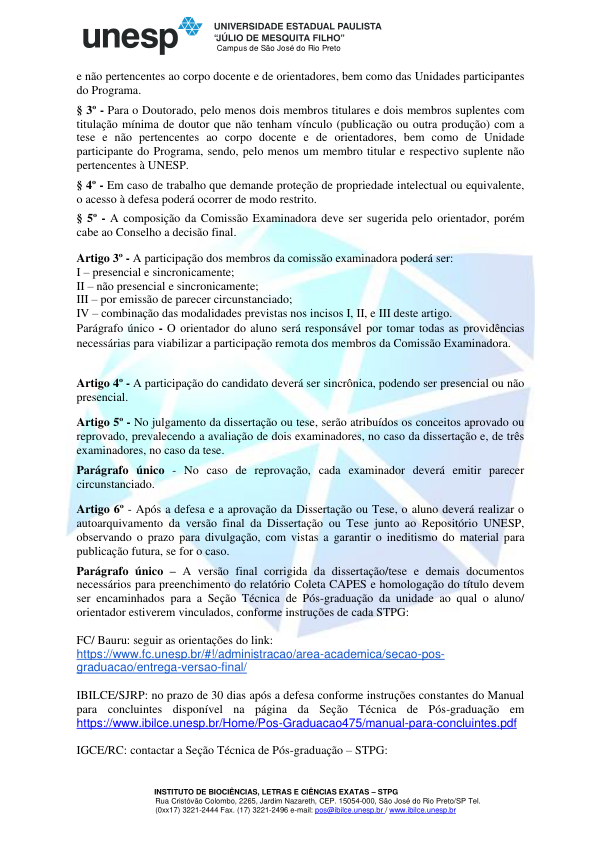 unesp
UNIVERSIDADE ESTADUAL PAULISTA
“JÚLIO DE MESQUITA FILHO”
Campus de São José do Rio Preto
e não pertencentes ao corpo docente e de orientadores, bem como das Unidades participantes
do Programa.
§ 3º - Para o Doutorado, pelo menos dois membros titulares e dois membros suplentes com
titulação mínima de doutor que não tenham vínculo (publicação ou outra produção) com a
tese e não pertencentes ao corpo docente e de orientadores, bem como de Unidade
participante do Programa, sendo, pelo menos um membro titular e respectivo suplente não
pertencentes à UNESP.
§ 4º - Em caso de trabalho que demande proteção de propriedade intelectual ou equivalente,
o acesso à defesa poderá ocorrer de modo restrito.
§ 5º - A composição da Comissão Examinadora deve ser sugerida pelo orientador, porém
cabe ao Conselho a decisão final.
Artigo 3º - A participação dos membros da comissão examinadora poderá ser:
I – presencial e sincronicamente;
II – não presencial e sincronicamente;
III – por emissão de parecer circunstanciado;
IV – combinação das modalidades previstas nos incisos I, II, e III deste artigo.
Parágrafo único - O orientador do aluno será responsável por tomar todas as providências
necessárias para viabilizar a participação remota dos membros da Comissão Examinadora.
Artigo 4º - A participação do candidato deverá ser sincrônica, podendo ser presencial ou não
presencial.
Artigo 5º - No julgamento da dissertação ou tese, serão atribuídos os conceitos aprovado ou
reprovado, prevalecendo a avaliação de dois examinadores, no caso da dissertação e, de três
examinadores, no caso da tese.
Parágrafo único - No caso de reprovação, cada examinador deverá emitir parecer
circunstanciado.
Artigo 6º - Após a defesa e a aprovação da Dissertação ou Tese, o aluno deverá realizar o
autoarquivamento da versão final da Dissertação ou Tese junto ao Repositório UNESP,
observando o prazo para divulgação, com vistas a garantir o ineditismo do material para
publicação futura, se for o caso.
Parágrafo único – A versão final corrigida da dissertação/tese e demais documentos
necessários para preenchimento do relatório Coleta CAPES e homologação do título devem
ser encaminhados para a Seção Técnica de Pós-graduação da unidade ao qual o aluno/
orientador estiverem vinculados, conforme instruções de cada STPG:
FC/ Bauru: seguir as orientações do link:
https://www.fc.unesp.br/#!/administracao/area-academica/secao-pos-
graduacao/entrega-versao-final/
IBILCE/SJRP: no prazo de 30 dias após a defesa conforme instruções constantes do Manual
para concluintes disponível na página da Seção Técnica de Pós-graduação em
https://www.ibilce.unesp.br/Home/Pos-Graduacao475/manual-para-concluintes.pdf
IGCE/RC: contactar a Seção Técnica de Pós-graduação – STPG:
INSTITUTO DE BIOCIÊNCIAS, LETRAS E CIÊNCIAS EXATAS – STPG
Rua Cristóvão Colombo, 2265, Jardim Nazareth, CEP. 15054-000, São José do Rio Preto/SP Tel.
(0xx17) 3221-2444 Fax. (17) 3221-2496 e-mail: pos@ibilce.unesp.br / www.ibilce.unesp.br